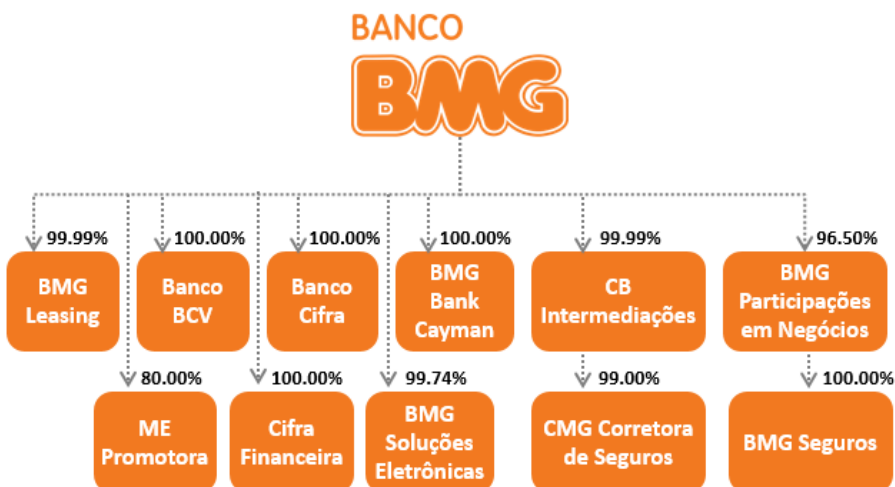 BANCO
BMG
99.99%
100.00%
100.00%
100.00%
99.99%
96.50%
BMG
Leasing
Banco
BCV
Banco
Cifra
BMG
Bank
Cayman
CB
Intermediações
BMG
Participações
em Negócios
80.00%
100.00%
99.74%
99.00%
100.00%
ME
Promotora
Cifra
Financeira
BMG
Soluções
Eletrônicas
CMG Corretora
de Seguros
BMG Seguros